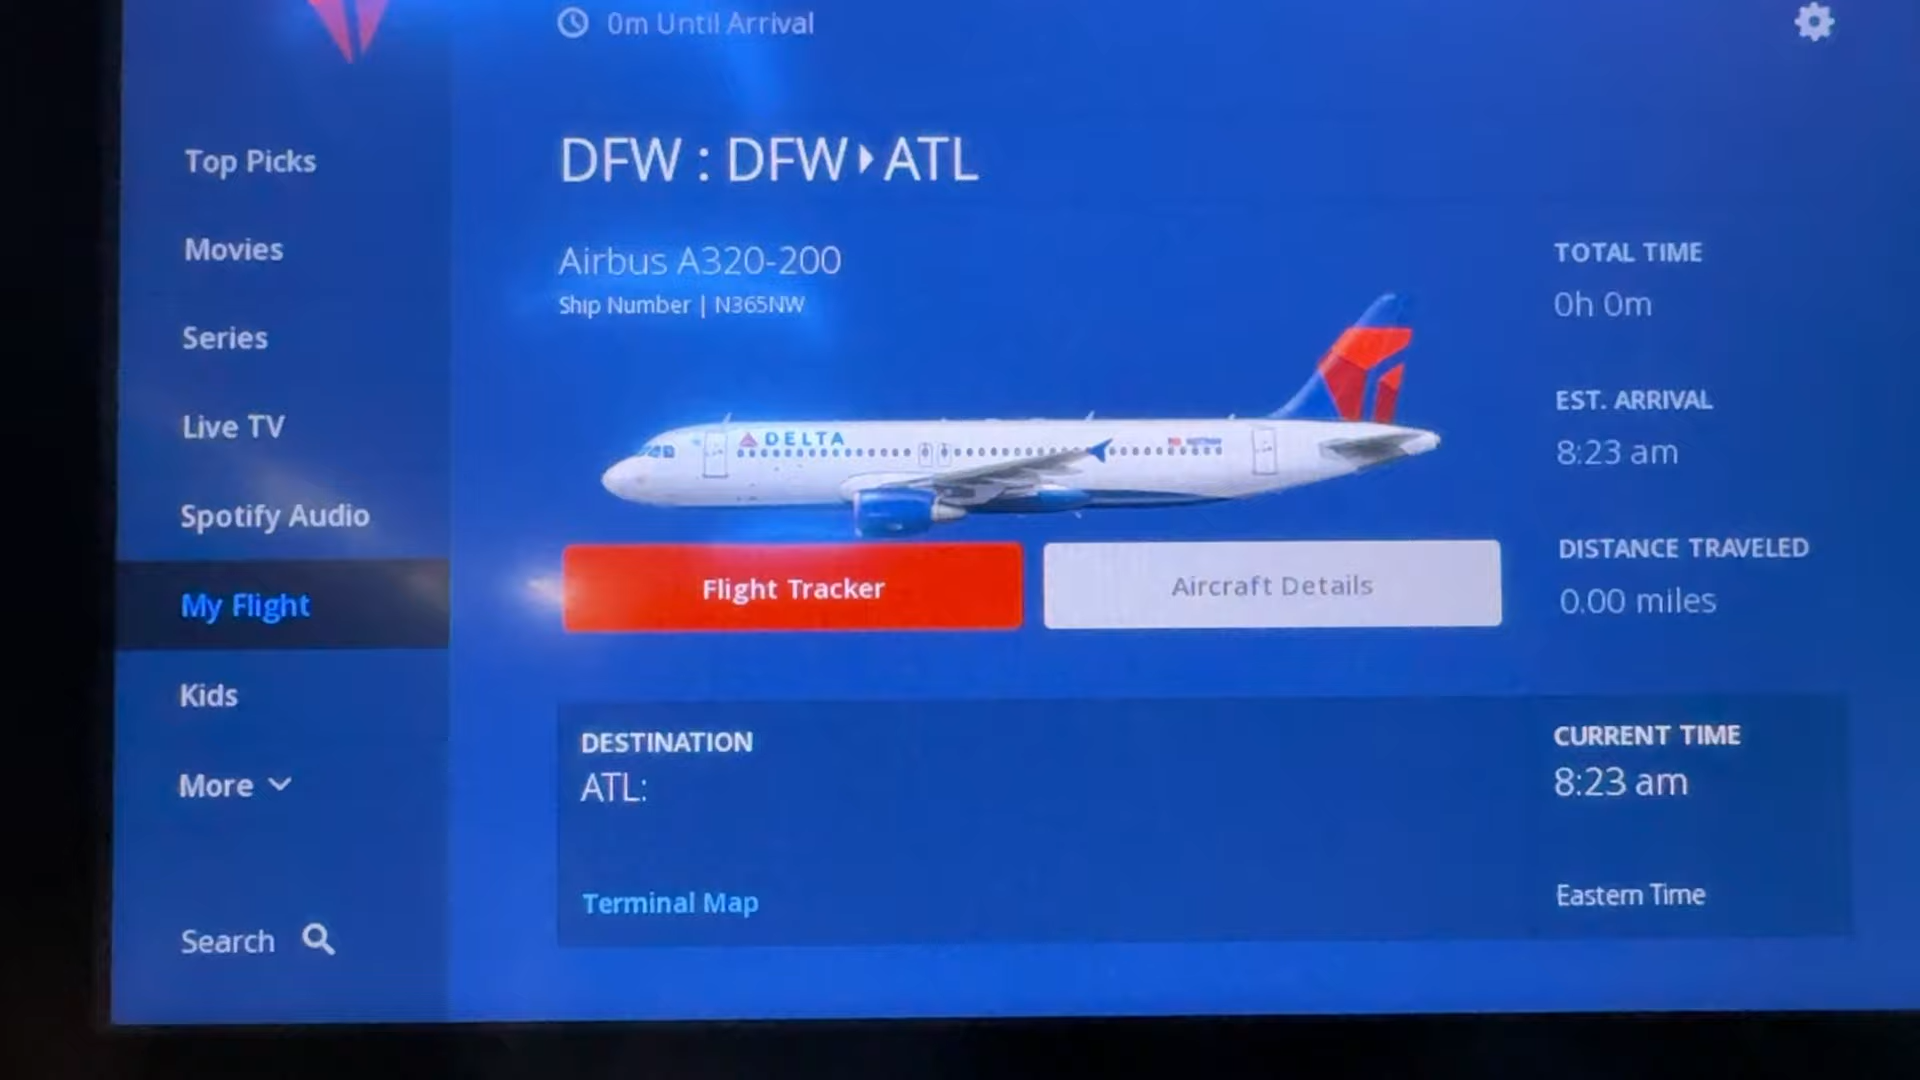 0m Until Arrival
Top Picks
Movies
Series
Live TV
Spotify Audio
My Flight
Kids
More
Search
DFW : DFW▸ATL
Airbus A320-200
Ship Number | N365NW
DELTA
Flight Tracker
Aircraft Details
TOTAL TIME
0h 0m
EST. ARRIVAL
8:23 am
DISTANCE TRAVELED
0.00 miles
DESTINATION
ATL:
Terminal Map
CURRENT TIME
8:23 am
Eastern Time